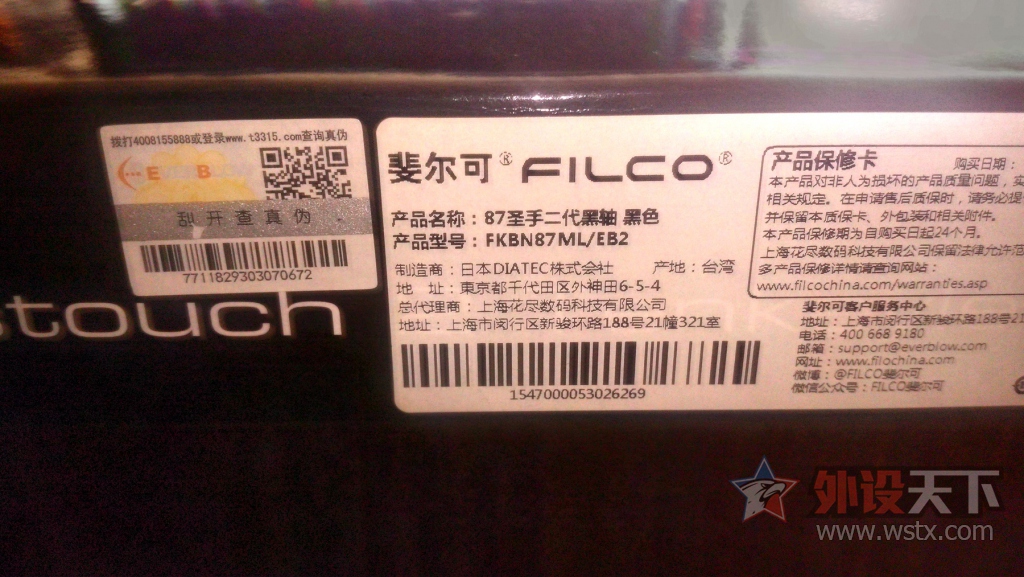 拨打4008155888或登录www.t3315.com查询真伪
EVERBLOW
刮开查真伪
7711829303070672
stouch
斐尔可® FILCO®
产品名称：87圣手二代黑轴 黑色
产品型号：FKBN87ML/EB2
制造商：日本DIATEC株式会社 产地：台湾
地 址：東京都千代田区外神田6-5-4
总代理商：上海花尽数码科技有限公司
地址：上海市闵行区新骏环路188号21幢321室
1547000053026269
产品保修卡 购买日期：
本产品对非人为损坏的产品质量问题，实
相关规定。在申请售后质保时，请务必提
并保留本质保卡、外包装和相关附件。
本产品保修期为自购买日起24个月。
上海花尽数码科技有限公司保留法律允许范
多产品保修详情请查询网站：
www.filcochina.com/warranties.asp
斐尔可客户服务中心
地址：上海市闵行区新骏环路188号21
电话：400 668 9180
邮箱：support@everblow.com
网址：www.filcochina.com
微博：@FILCO斐尔可
微信公众号：FILCO斐尔可
外设天下
www.wstx.com